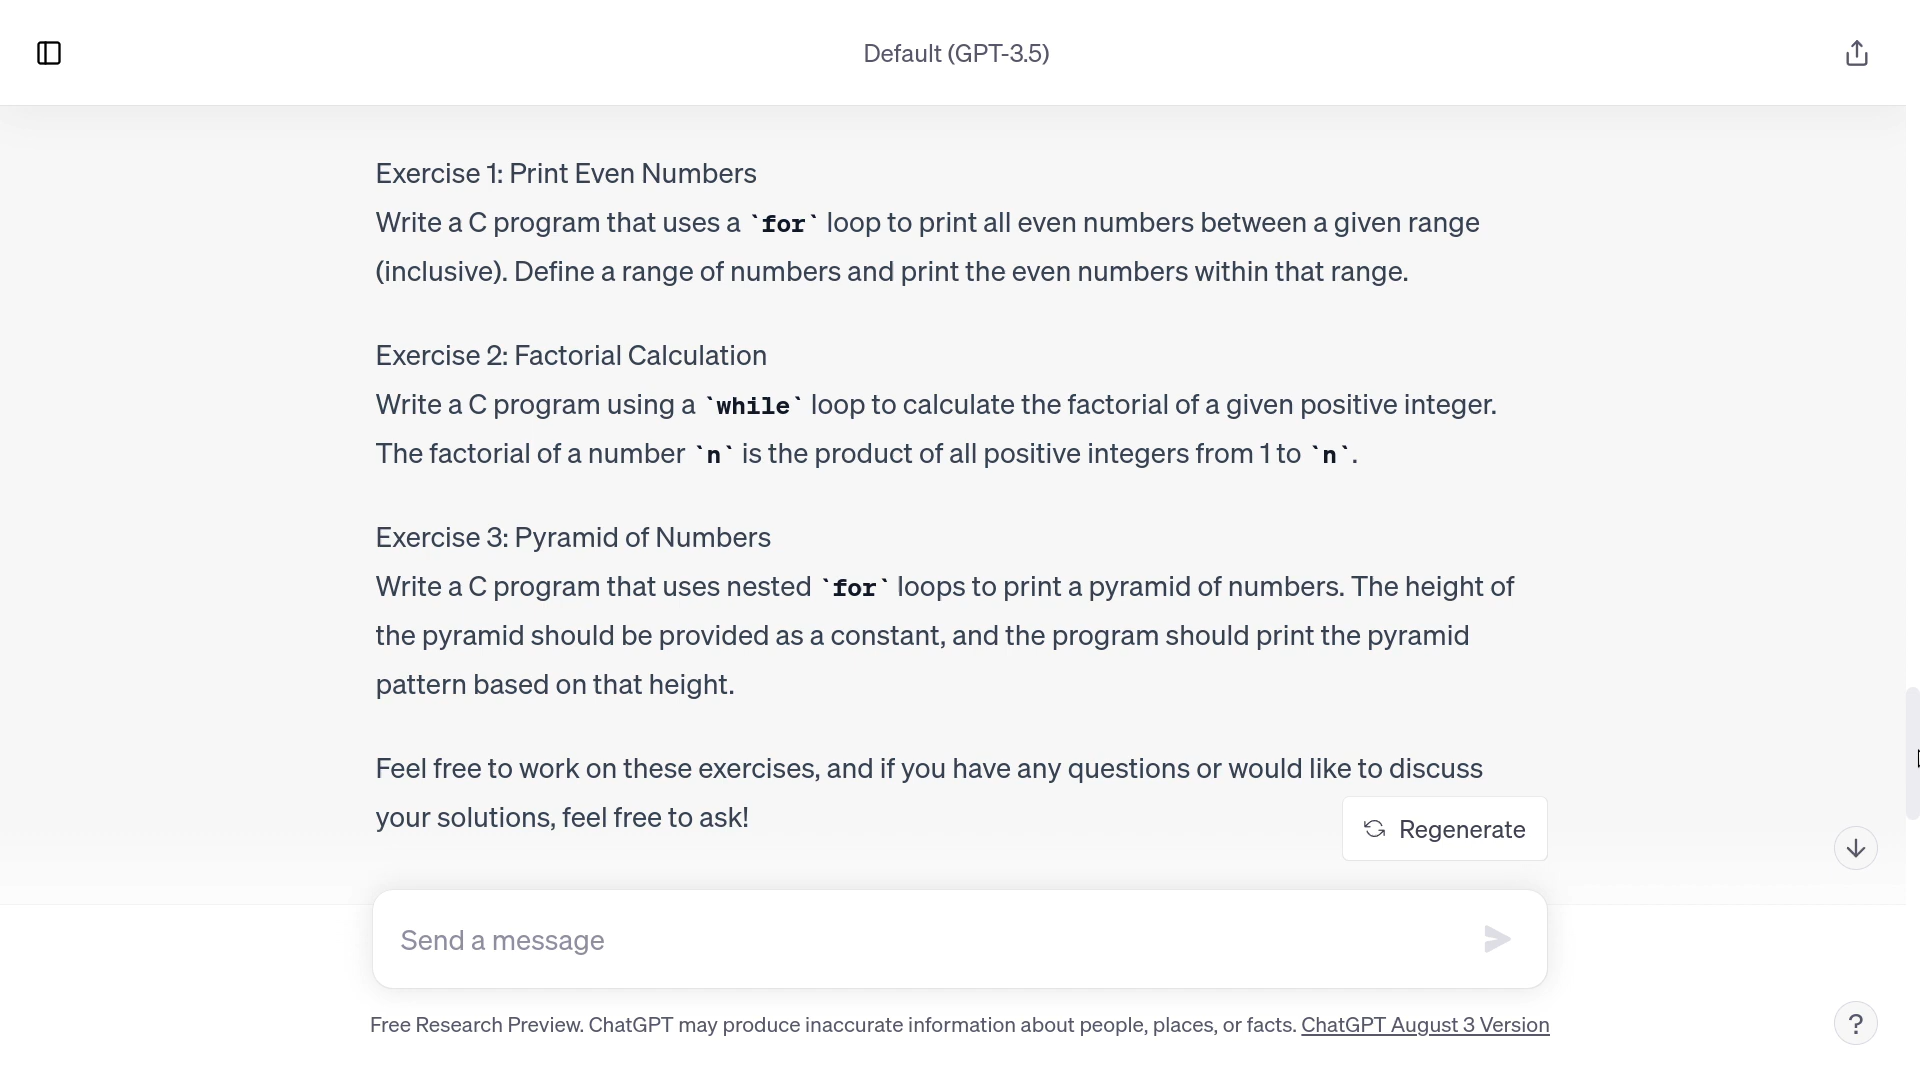 Default (GPT-3.5)
Exercise 1: Print Even Numbers
Write a C program that uses a `for` loop to print all even numbers between a given range
(inclusive). Define a range of numbers and print the even numbers within that range.
Exercise 2: Factorial Calculation
Write a C program using a `while` loop to calculate the factorial of a given positive integer.
The factorial of a number `n` is the product of all positive integers from 1 to `n`.
Exercise 3: Pyramid of Numbers
Write a C program that uses nested `for` loops to print a pyramid of numbers. The height of
the pyramid should be provided as a constant, and the program should print the pyramid
pattern based on that height.
Feel free to work on these exercises, and if you have any questions or would like to discuss
your solutions, feel free to ask!
Regenerate
Send a message
Free Research Preview. ChatGPT may produce inaccurate information about people, places, or facts. ChatGPT August 3 Version
?